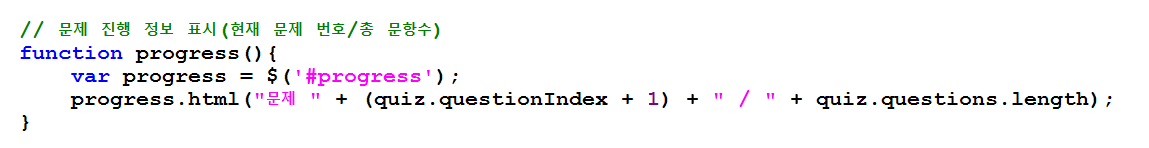 // 문제 진행 정보 표시(현재 문제 번호/총 문항수)
function progress(){
    var progress = $('#progress');
    progress.html("문제 " + (quiz.questionIndex + 1) + " / " + quiz.questions.length);
}